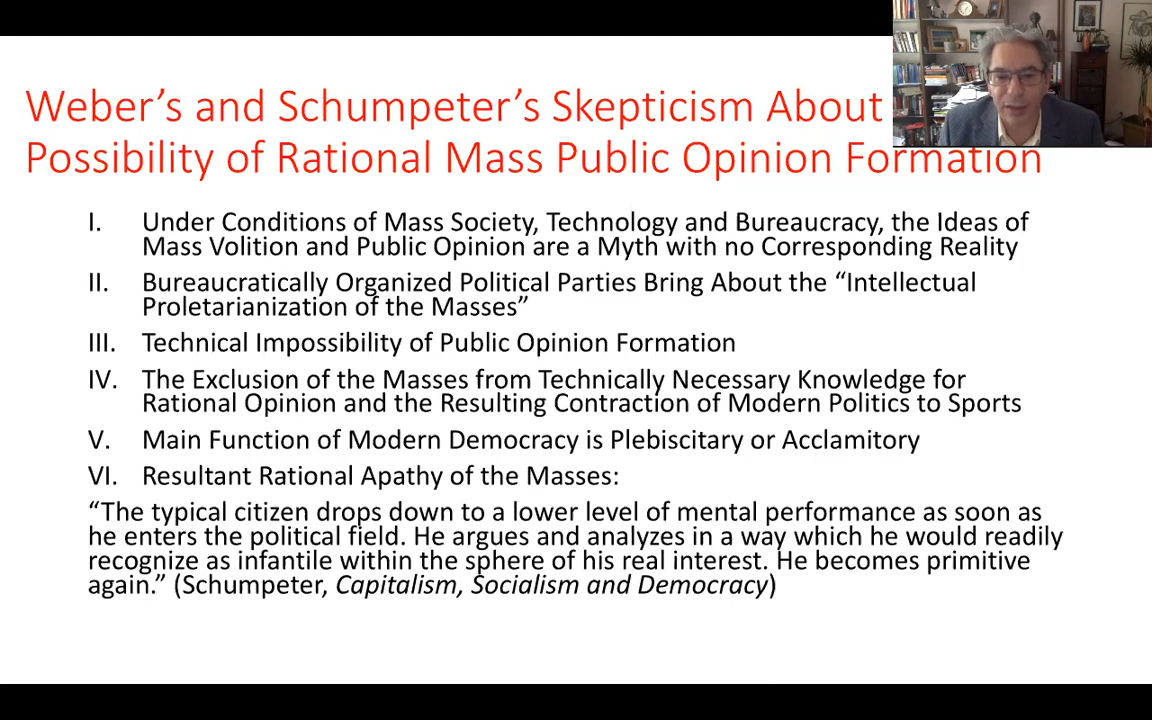 Weber’s and Schumpeter’s Skepticism About
Possibility of Rational Mass Public Opinion Formation
I. Under Conditions of Mass Society, Technology and Bureaucracy, the Ideas of
Mass Volition and Public Opinion are a Myth with no Corresponding Reality
II. Bureaucratically Organized Political Parties Bring About the “Intellectual
Proletarianization of the Masses”
III. Technical Impossibility of Public Opinion Formation
IV. The Exclusion of the Masses from Technically Necessary Knowledge for
Rational Opinion and the Resulting Contraction of Modern Politics to Sports
V. Main Function of Modern Democracy is Plebiscitary or Acclamitory
VI. Resultant Rational Apathy of the Masses:
“The typical citizen drops down to a lower level of mental performance as soon as
he enters the political field. He argues and analyzes in a way which he would readily
recognize as infantile within the sphere of his real interest. He becomes primitive
again.” (Schumpeter, Capitalism, Socialism and Democracy)